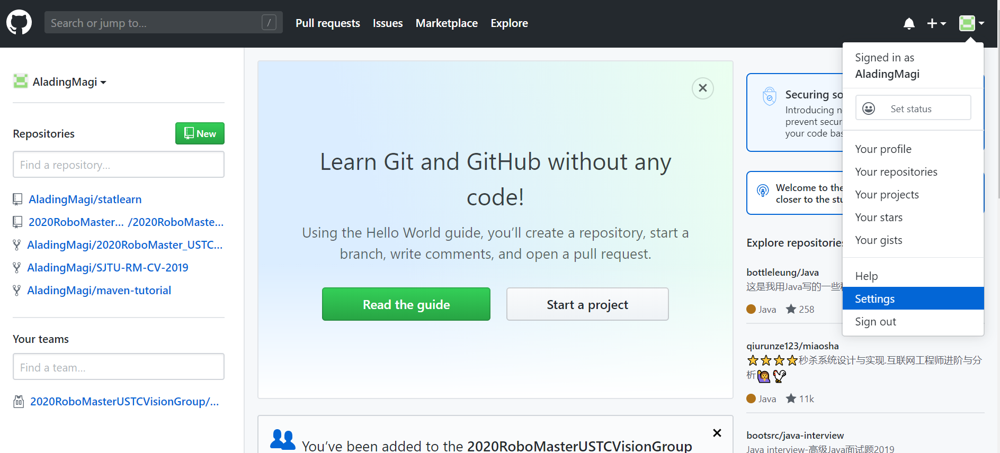 Search or jump to...
/
Pull requests
Issues
Marketplace
Explore
AladingMagi
Repositories
New
Find a repository...
AladingMagi/statlearn
2020RoboMaster... /2020RoboMaste...
AladingMagi/2020RoboMaster_USTC...
AladingMagi/SJTU-RM-CV-2019
AladingMagi/maven-tutorial
Your teams
Find a team...
2020RoboMasterUSTCVisionGroup/...
Learn Git and GitHub without any
code!
Using the Hello World guide, you’ll create a repository, start a
branch, write comments, and open a pull request.
Read the guide
Start a project
You’ve been added to the 2020RoboMasterUSTCVisionGroup
Securing so
Introducing n
prevent secur
your code bas
Welcome to the
closer to the stu
Explore repositories
bottleleung/Java
这是我用Java写的一些
Java
258
qiurunze123/miaosha
秒杀系统设计与实现.互联网工程师进阶与分
析
Java
11k
bootsrc/java-interview
Java interview-高级Java面试题2019
Signed in as
AladingMagi
Set status
Your profile
Your repositories
Your projects
Your stars
Your gists
Help
Settings
Sign out